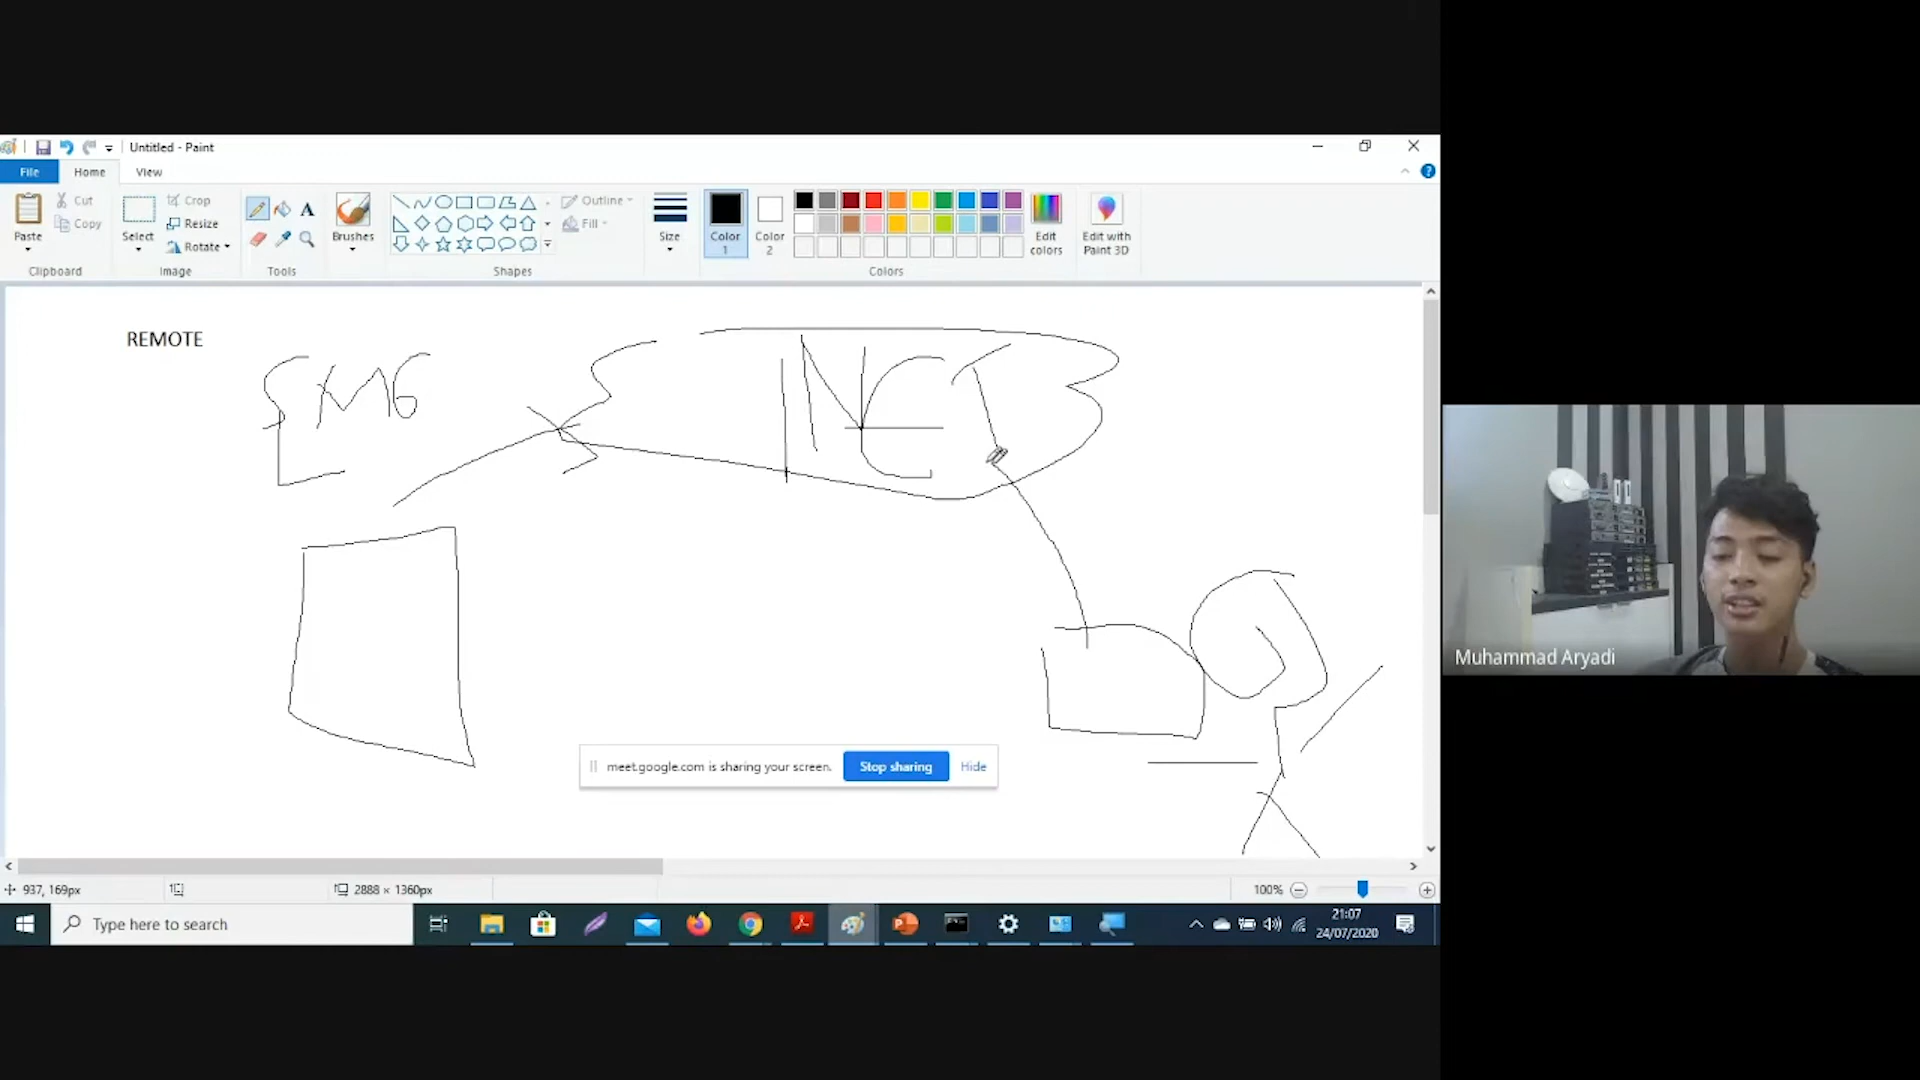 Untitled - Paint
File Home View
Paste
Cut
Copy
Clipboard
Select
Crop
Resize
Rotate
Image
Tools
Brushes
Shapes
Outline
Fill
Size
Color 1
Color 2
Colors
Edit colors
Edit with Paint 3D
REMOTE
INET
Muhammad Aryadi
meet.google.com is sharing your screen. Stop sharing Hide
937, 169px 2888 × 1360px 100%
Type here to search
21:07
24/07/2020